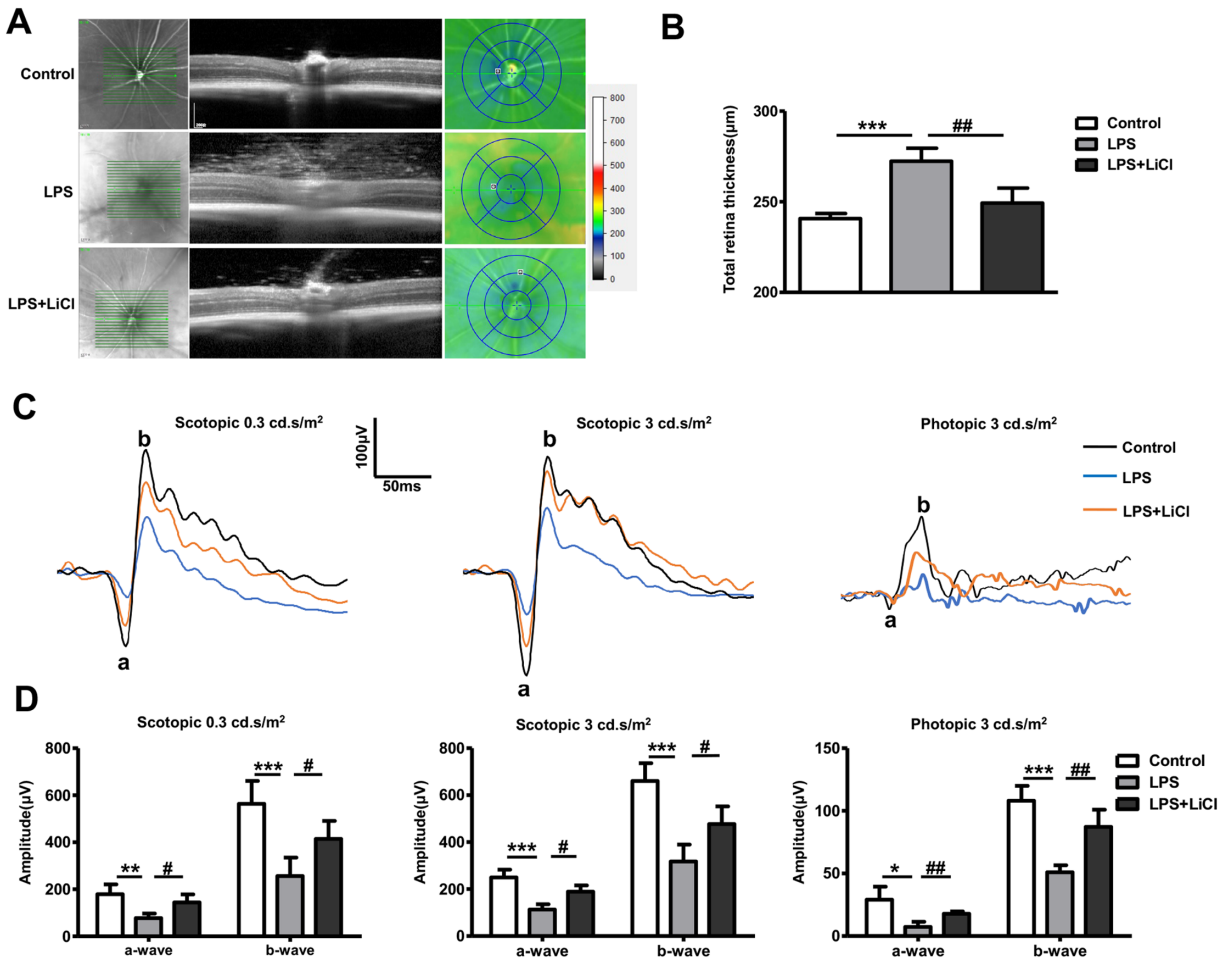 A
Control
LPS
LPS+LiCl
800
700
600
500
400
300
200
100
0
B
Total retina thickness(μm)
300
250
200
***
##
Control
LPS
LPS+LiCl
C
Scotopic 0.3 cd.s/m²
b
a
100μV
50ms
Scotopic 3 cd.s/m²
b
a
Photopic 3 cd.s/m²
b
a
Control
LPS
LPS+LiCl
D
Scotopic 0.3 cd.s/m²
Amplitude(μV)
800
600
400
200
0
**
#
***
#
a-wave
b-wave
Scotopic 3 cd.s/m²
Amplitude(μV)
800
600
400
200
0
***
#
***
#
a-wave
b-wave
Photopic 3 cd.s/m²
Amplitude(μV)
150
100
50
0
*
##
***
##
a-wave
b-wave
Control
LPS
LPS+LiCl